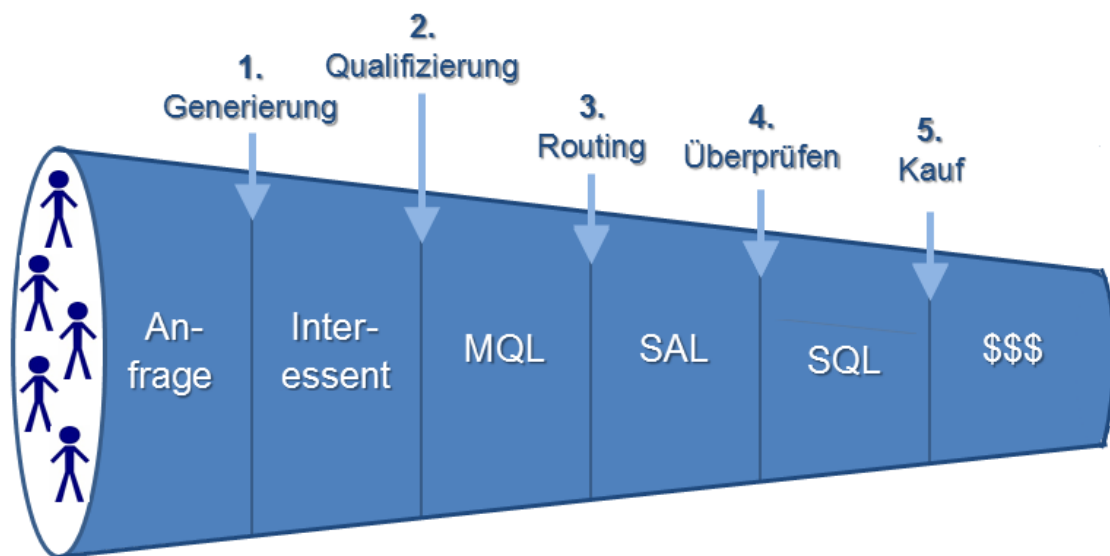 1.
Generierung
2.
Qualifizierung
3.
Routing
4.
Überprüfen
5.
Kauf
An-
frage
Inter-
essent
MQL
SAL
SQL
$$$